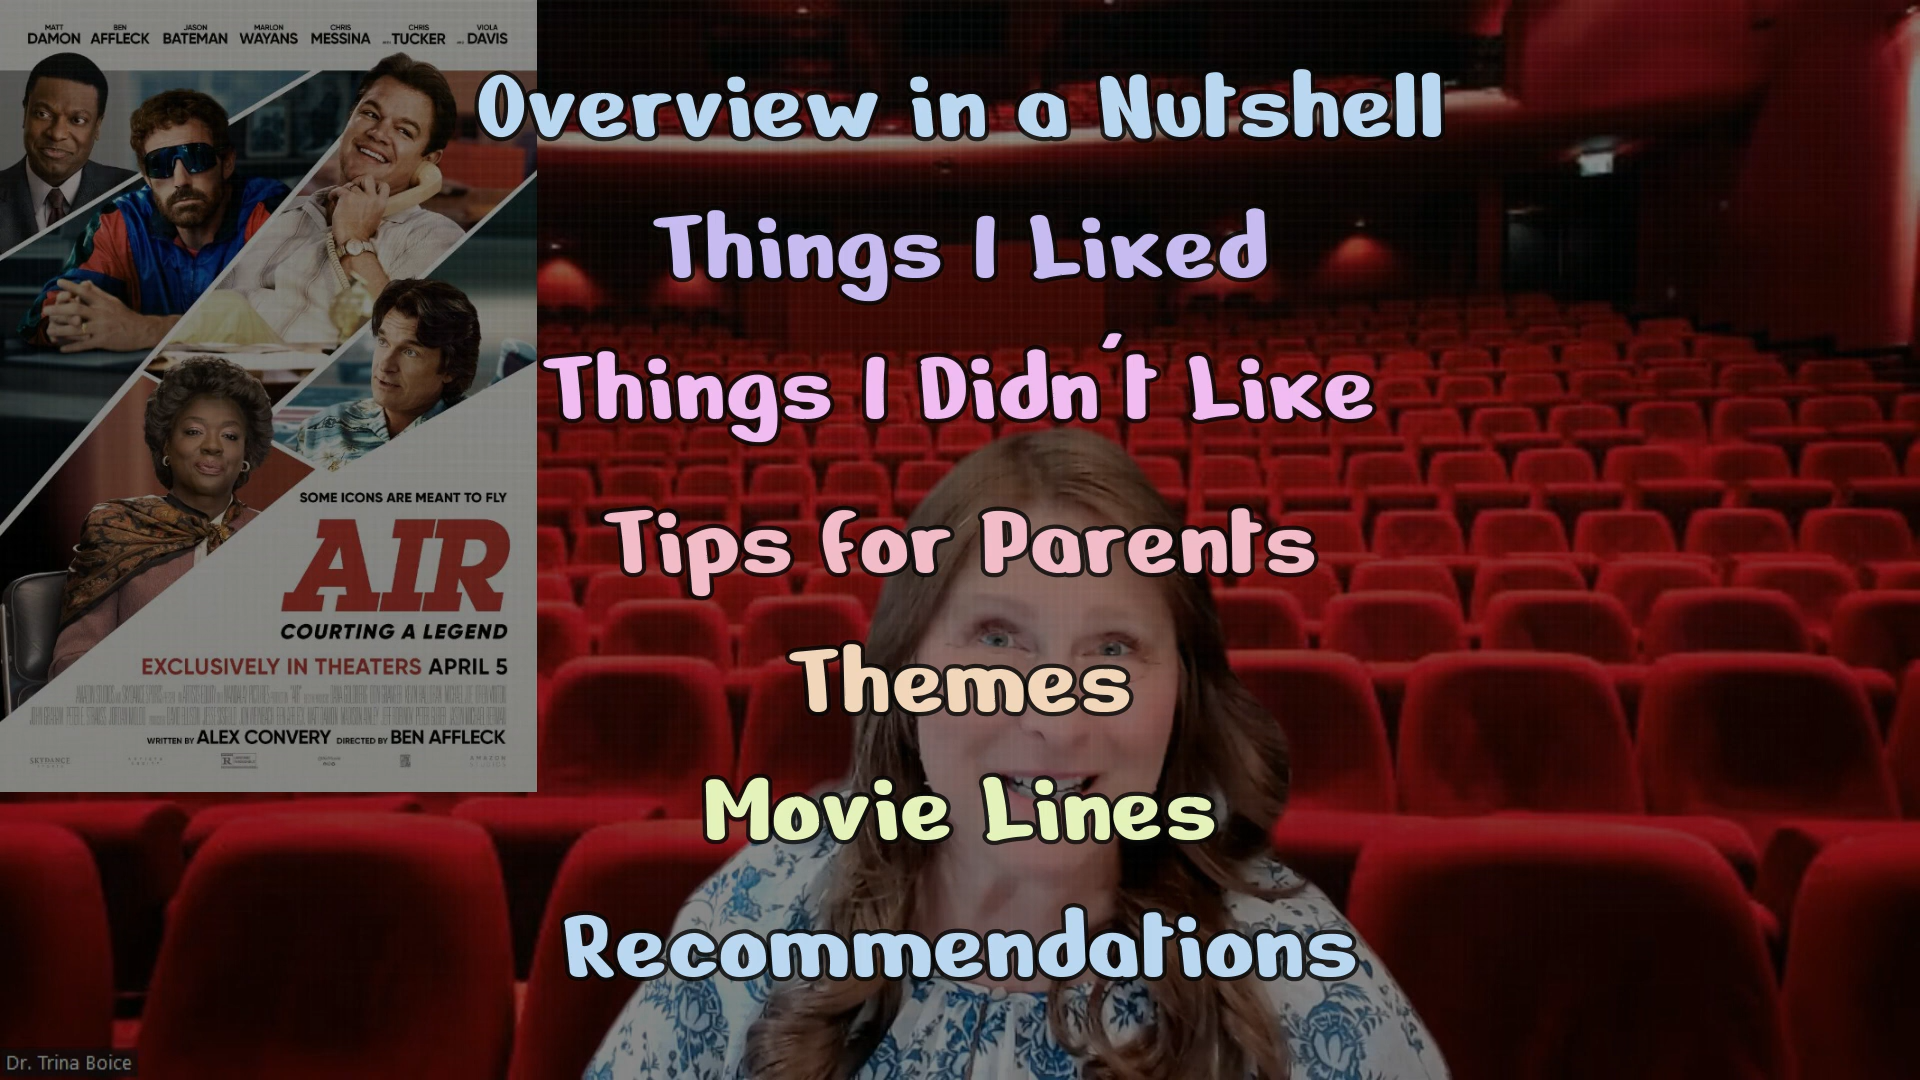 MATT DAMON BEN AFFLECK JASON BATEMAN MARLON WAYANS CHRIS MESSINA CHRIS TUCKER VIOLA DAVIS
Overview in a Nutshell
Things I Liked
Things I Didn't Like
Tips for Parents
Themes
Movie Lines
Recommendations
SOME ICONS ARE MEANT TO FLY
AIR
COURTING A LEGEND
EXCLUSIVELY IN THEATERS APRIL 5
WRITTEN BY ALEX CONVERY DIRECTED BY BEN AFFLECK
SKYDANCE
R
Dr. Trina Boice